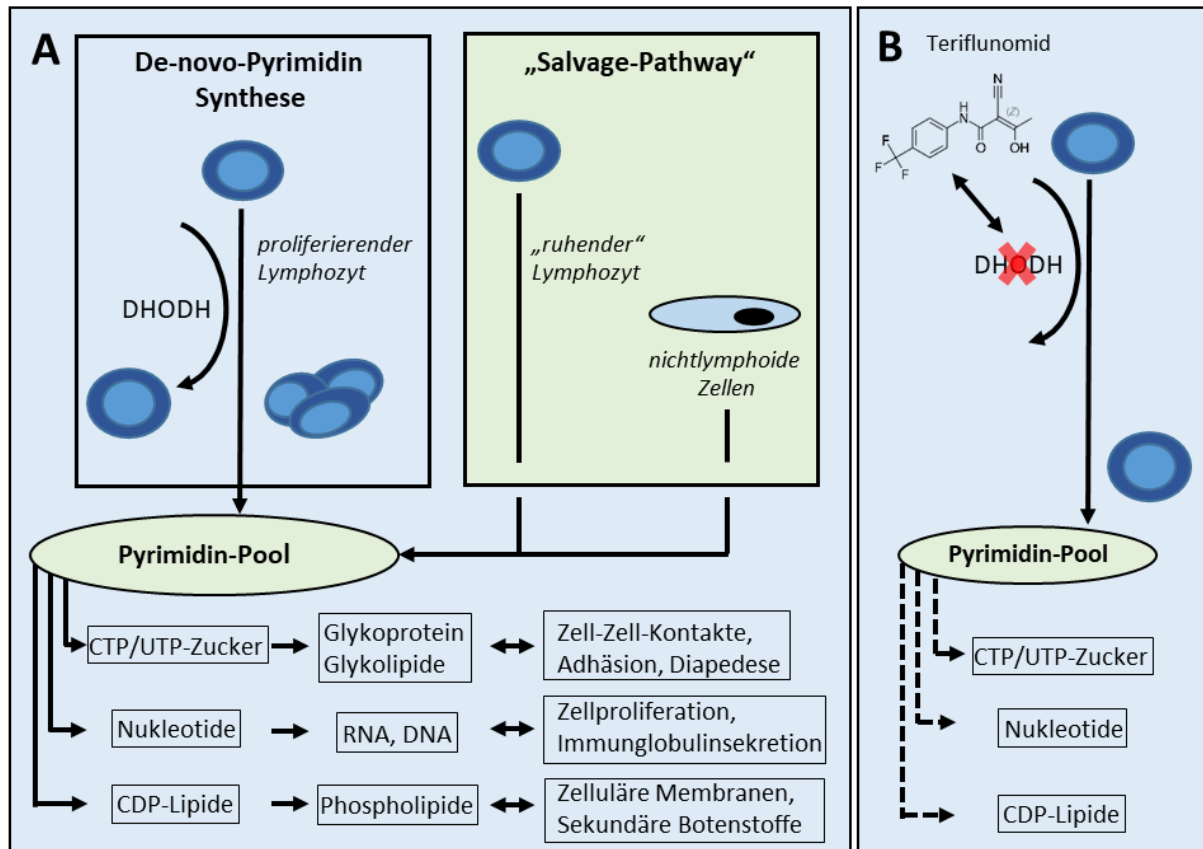 A
De-novo-Pyrimidin
Synthese
proliferierender
Lymphozyt
DHODH
„Salvage-Pathway“
„ruhender“
Lymphozyt
nichtlymphoide
Zellen
Pyrimidin-Pool
CTP/UTP-Zucker
Glykoprotein
Glykolipide
Zell-Zell-Kontakte,
Adhäsion, Diapedese
Nukleotide
RNA, DNA
Zellproliferation,
Immunglobulinsekretion
CDP-Lipide
Phospholipide
Zelluläre Membranen,
Sekundäre Botenstoffe
B
Teriflunomid
N
(Z)
H
N
O
OH
F
F
F
DHODH
Pyrimidin-Pool
CTP/UTP-Zucker
Nukleotide
CDP-Lipide